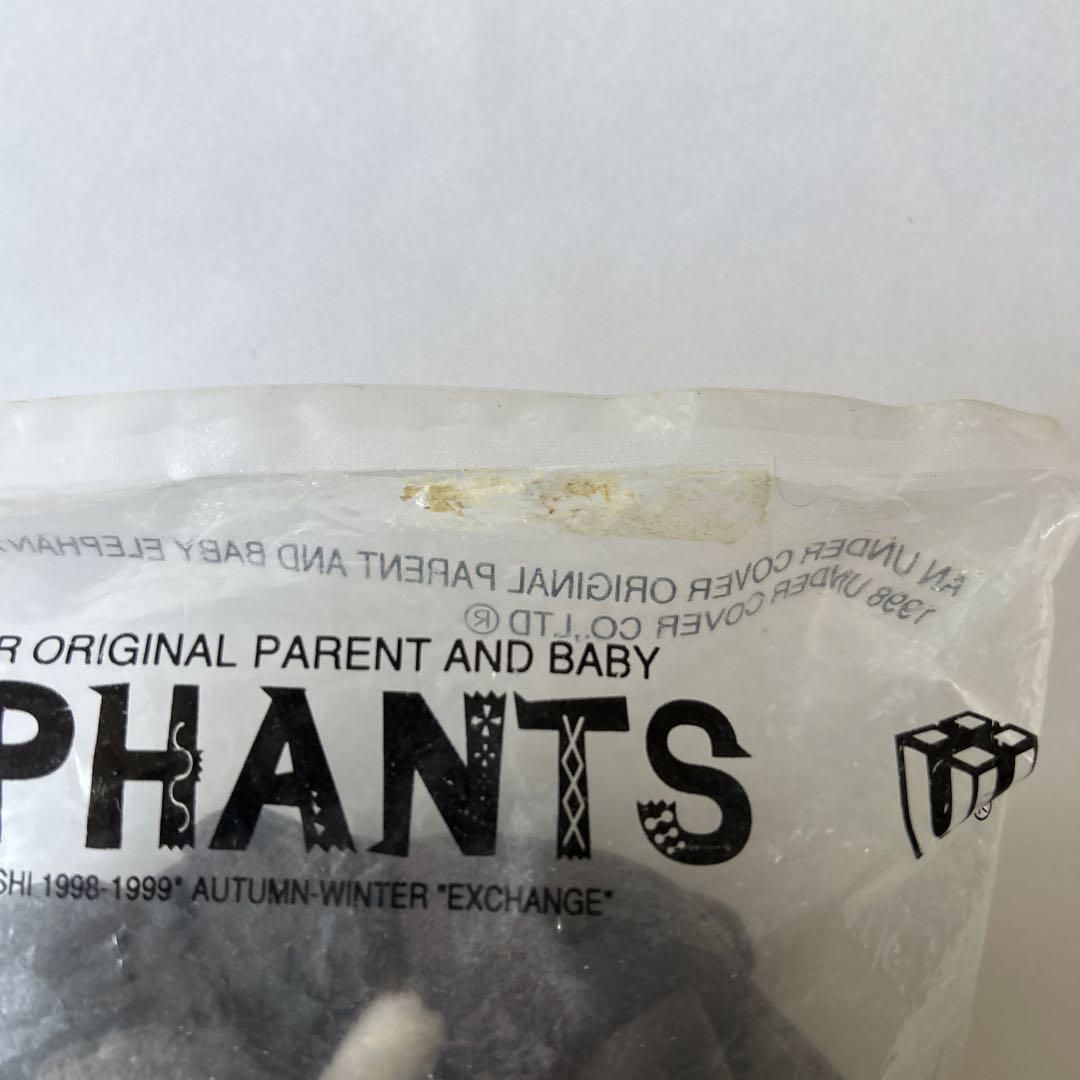 AN UNDER COVER ORIGINAL PARENT AND BABY ELEPHAN
1998 UNDER COVER CO.,LTD ®
R ORIGINAL PARENT AND BABY
PHANTS
SHI 1998-1999" AUTUMN-WINTER "EXCHANGE"